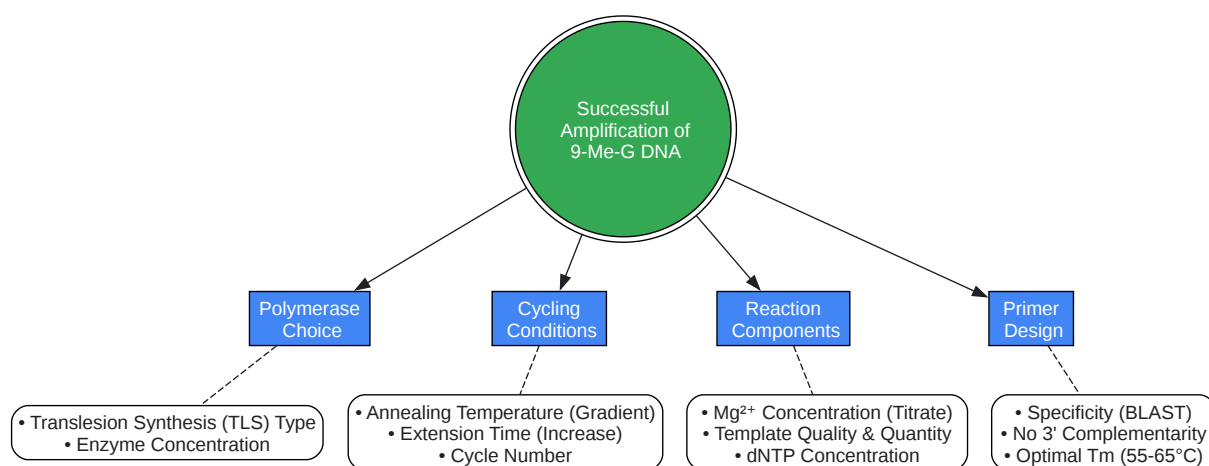 Successful
Amplification of
9-Me-G DNA
Polymerase
Choice
Cycling
Conditions
Reaction
Components
Primer
Design
• Translesion Synthesis (TLS) Type
• Enzyme Concentration
• Annealing Temperature (Gradient)
• Extension Time (Increase)
• Cycle Number
• Mg²⁺ Concentration (Titrate)
• Template Quality & Quantity
• dNTP Concentration
• Specificity (BLAST)
• No 3' Complementarity
• Optimal Tm (55-65°C)